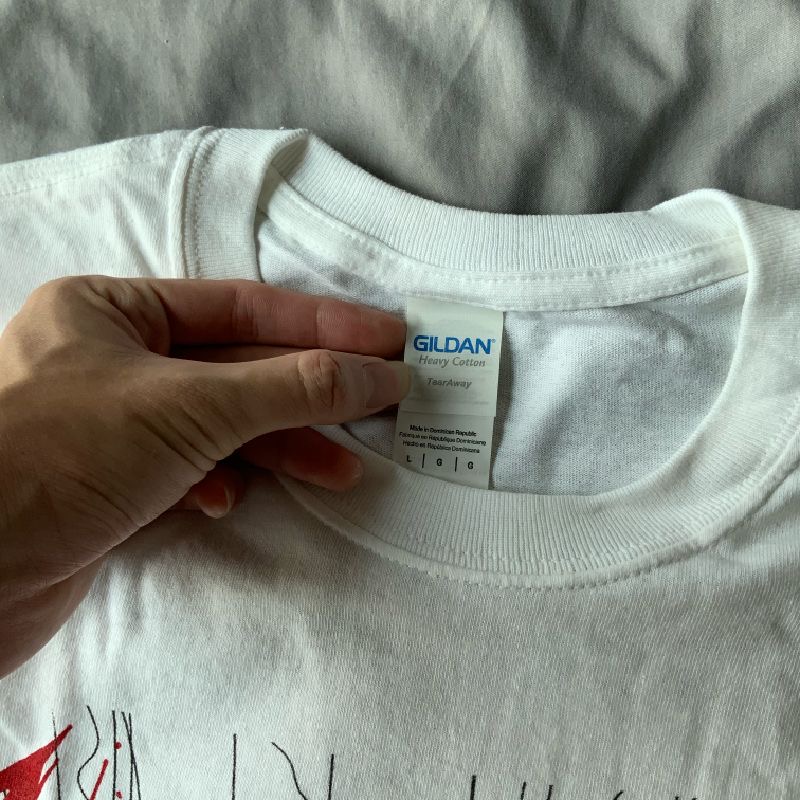 GILDAN®
Heavy Cotton
TearAway
Made in Dominican Republic
Fabriqué en République Dominicaine
Hecho en República Dominicana
L | G | G